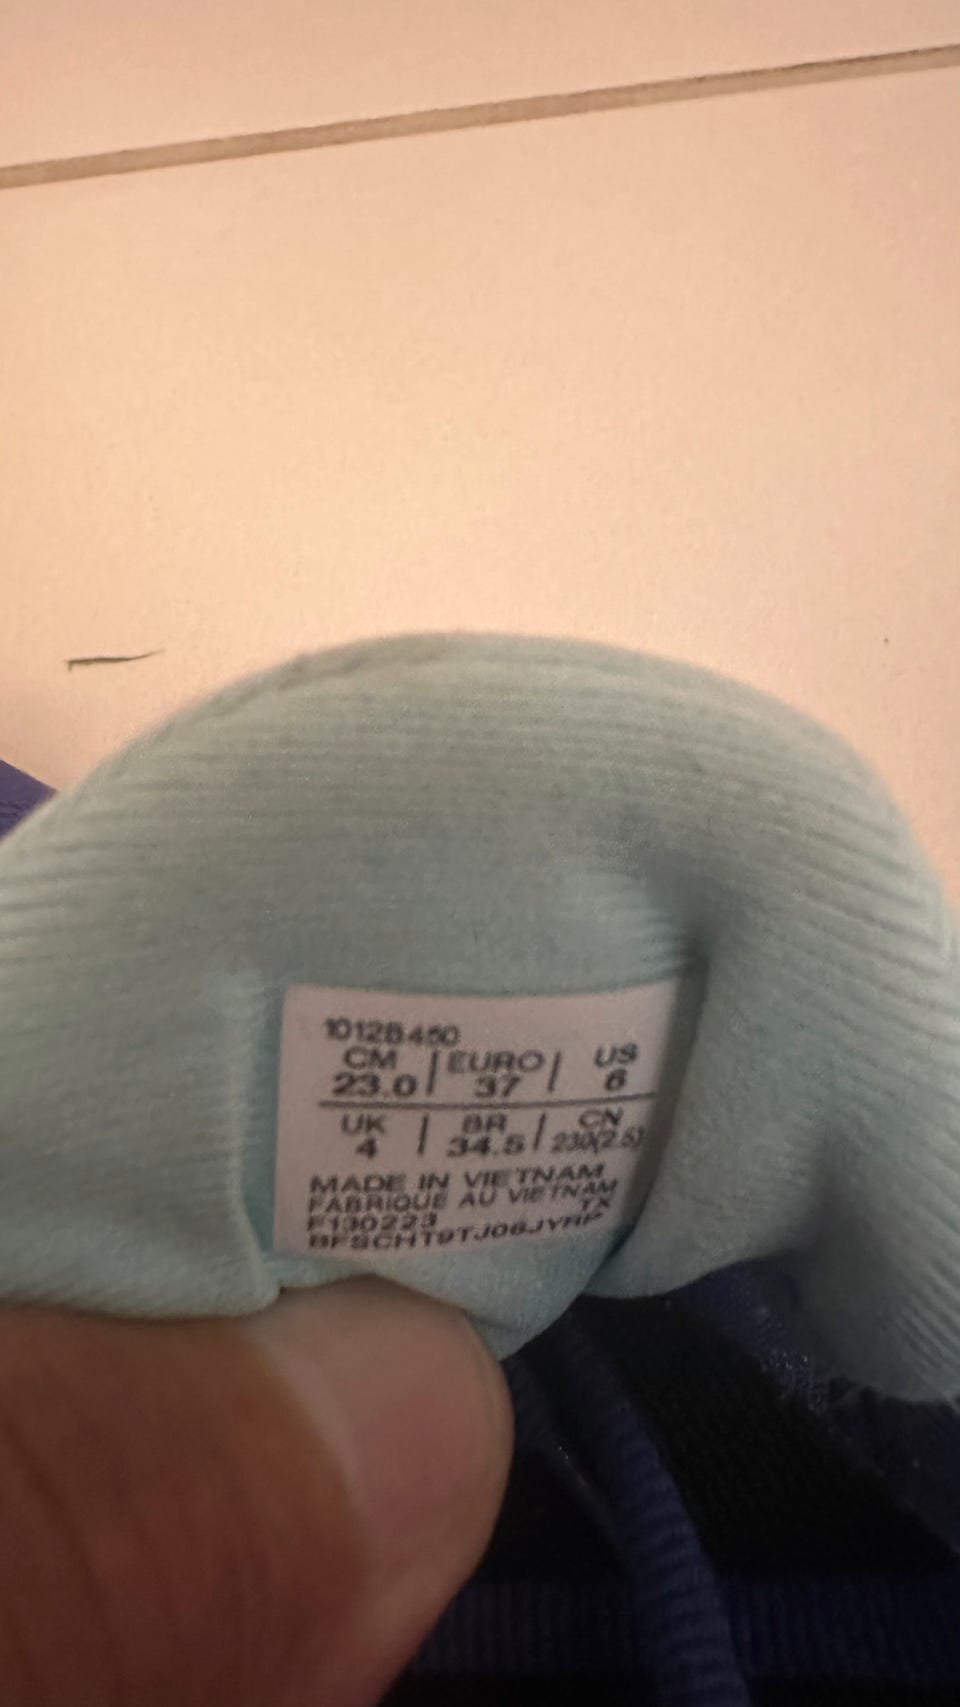 1012B450
CM | EURO | US
23.0 | 37 | 6
UK | BR | CN
4 | 34.5 | 230(2.5)
MADE IN VIETNAM
FABRIQUÉ AU VIETNAM
TX
F130223